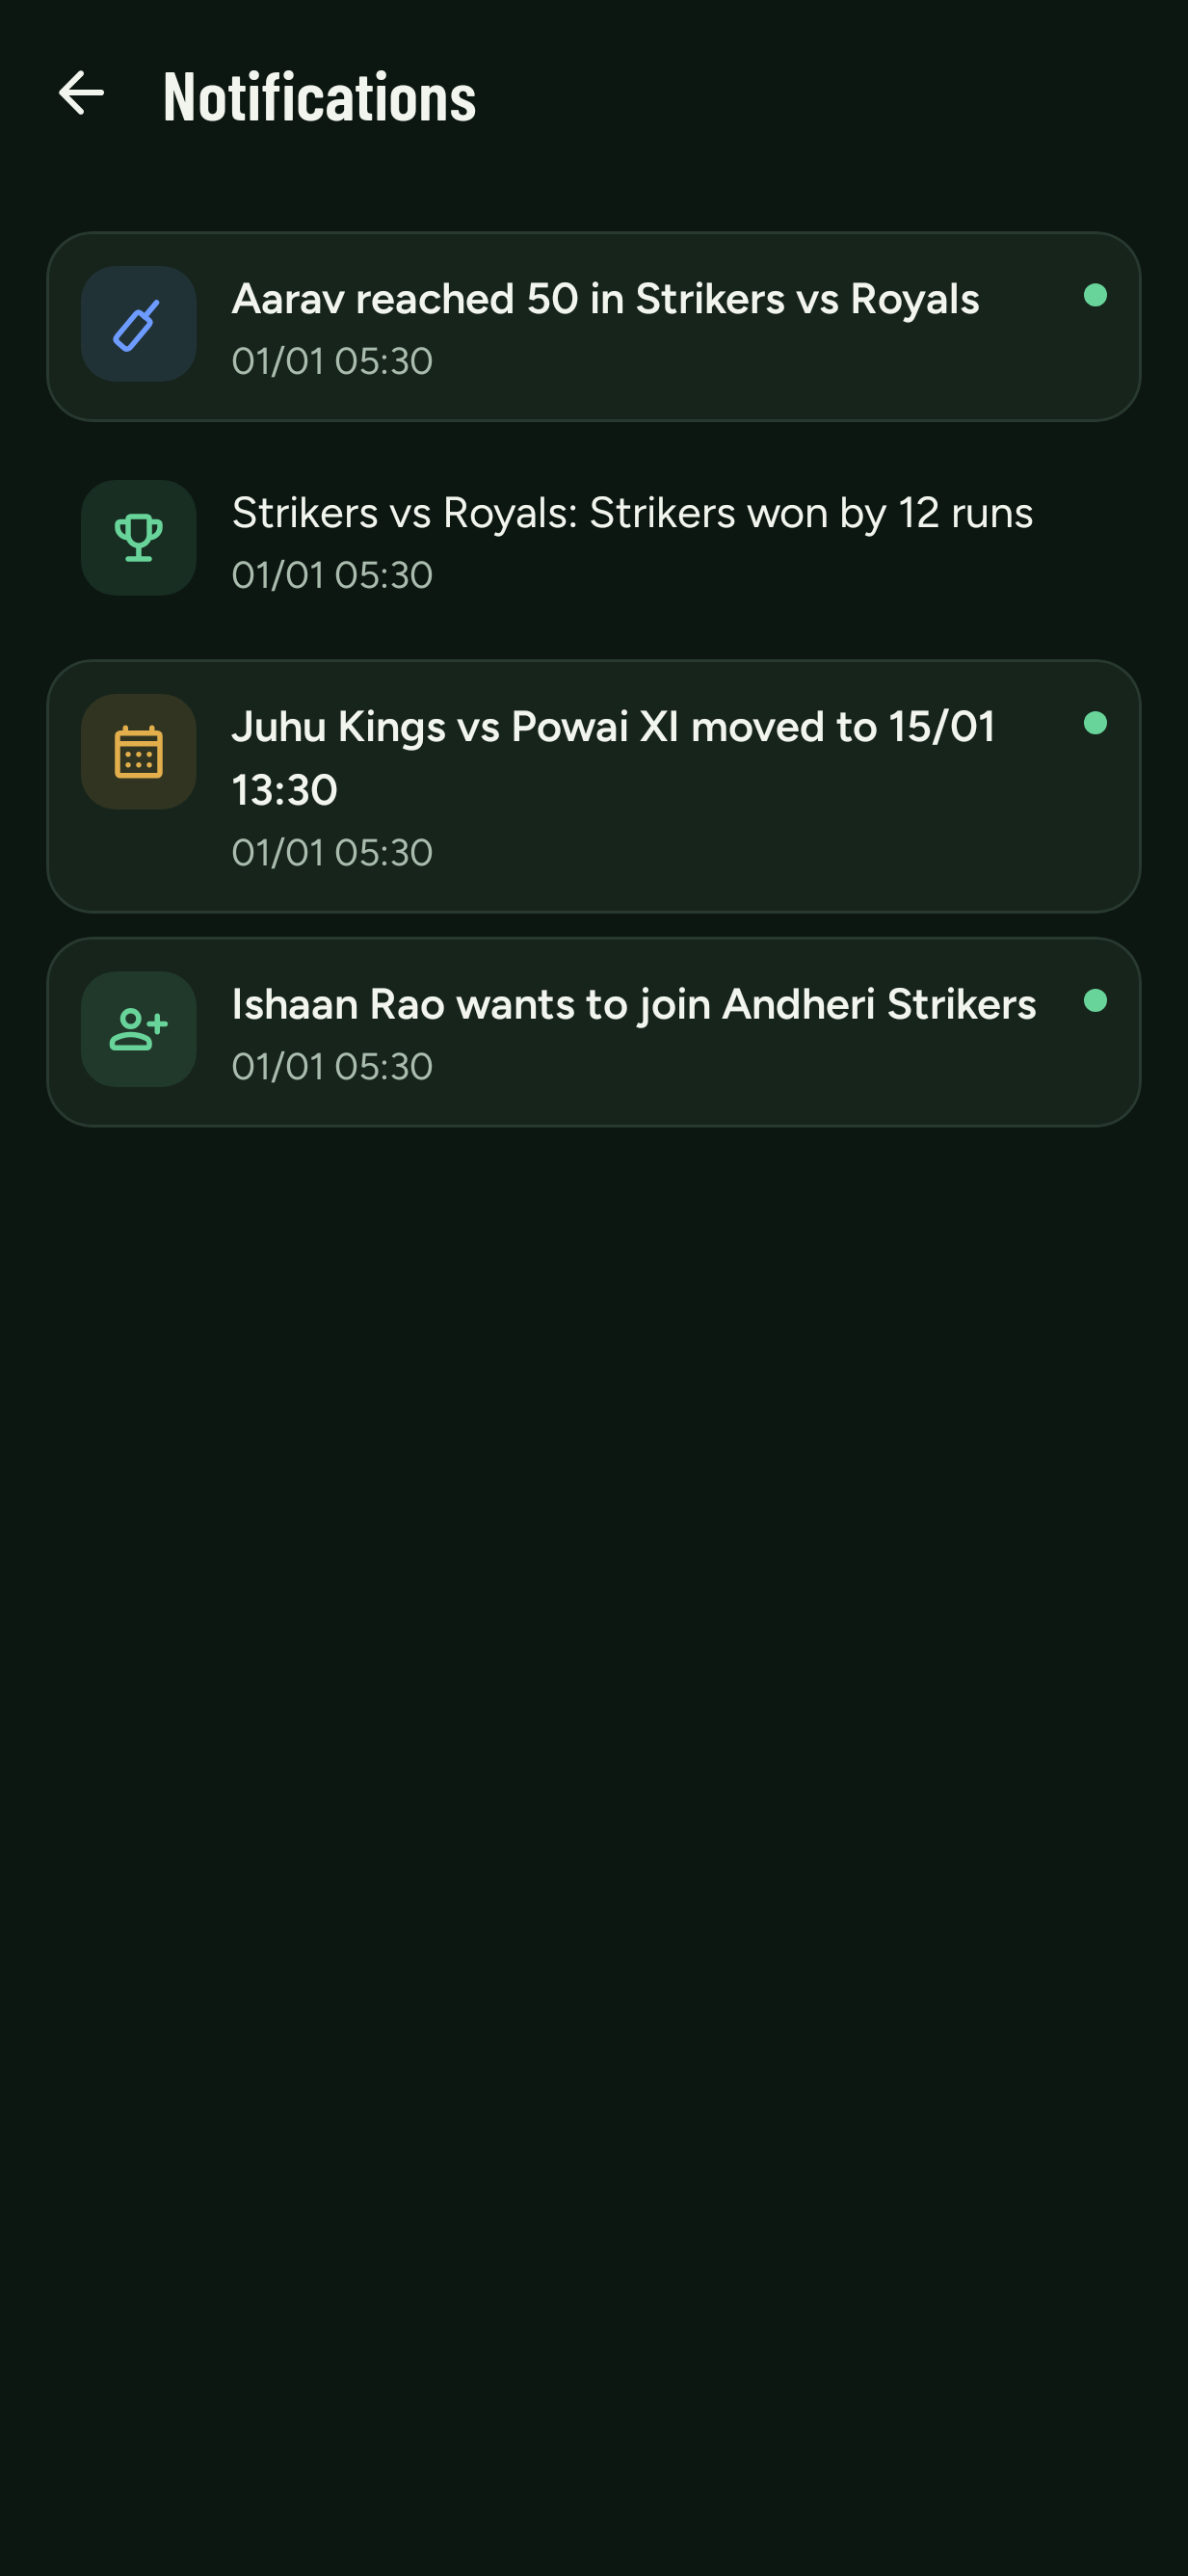 Notifications
Aarav reached 50 in Strikers vs Royals
01/01 05:30
Strikers vs Royals: Strikers won by 12 runs
01/01 05:30
Juhu Kings vs Powai XI moved to 15/01
13:30
01/01 05:30
Ishaan Rao wants to join Andheri Strikers
01/01 05:30